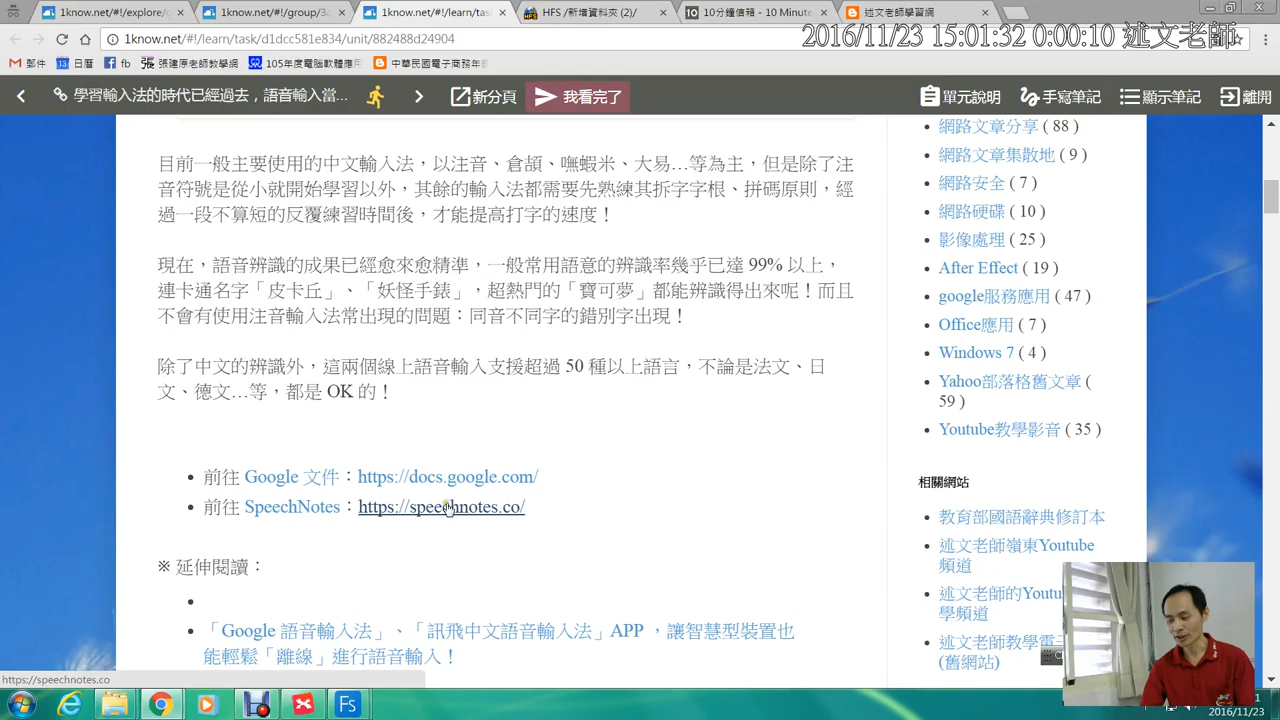 1know.net/#!/explore/g
1know.net/#!/group/3a
1know.net/#!/learn/tas
HFS /新增資料夾 (2)/
10分鐘信箱 - 10 Minute
述文老師學習網
1know.net/#!/learn/task/d1dcc581e834/unit/882488d24904
2016/11/23 15:01:32 0:00:10 述文老師
郵件
日曆
fb
張建原老師教學網
105年度電腦軟體應用
中華民國電子商務年
學習輸入法的時代已經過去，語音輸入當...
新分頁
我看完了
單元說明
手寫筆記
顯示筆記
離開
目前一般主要使用的中文輸入法，以注音、倉頡、嘸蝦米、大易…等為主，但是除了注
音符號是從小就開始學習以外，其餘的輸入法都需要先熟練其拆字字根、拼碼原則，經
過一段不算短的反覆練習時間後，才能提高打字的速度！
現在，語音辨識的成果已經愈來愈精準，一般常用語意的辨識率幾乎已達 99% 以上，
連卡通名字「皮卡丘」、「妖怪手錶」，超熱門的「寶可夢」都能辨識得出來呢！而且
不會有使用注音輸入法常出現的問題：同音不同字的錯別字出現！
除了中文的辨識外，這兩個線上語音輸入支援超過 50 種以上語言，不論是法文、日
文、德文…等，都是 OK 的！
前往 Google 文件：https://docs.google.com/
前往 SpeechNotes：https://speechnotes.co/
※ 延伸閱讀：
「Google 語音輸入法」、「訊飛中文語音輸入法」APP ，讓智慧型裝置也
能輕鬆「離線」進行語音輸入！
網路文章分享 ( 88 )
網路文章集散地 ( 9 )
網路安全 ( 7 )
網路硬碟 ( 10 )
影像處理 ( 25 )
After Effect ( 19 )
google服務應用 ( 47 )
Office應用 ( 7 )
Windows 7 ( 4 )
Yahoo部落格舊文章 (
59 )
Youtube教學影音 ( 35 )
相關網站
教育部國語辭典修訂本
述文老師嶺東Youtube
頻道
述文老師的Youtu
學頻道
述文老師教學電
(舊網站)
https://speechnotes.co
Fs
2016/11/23